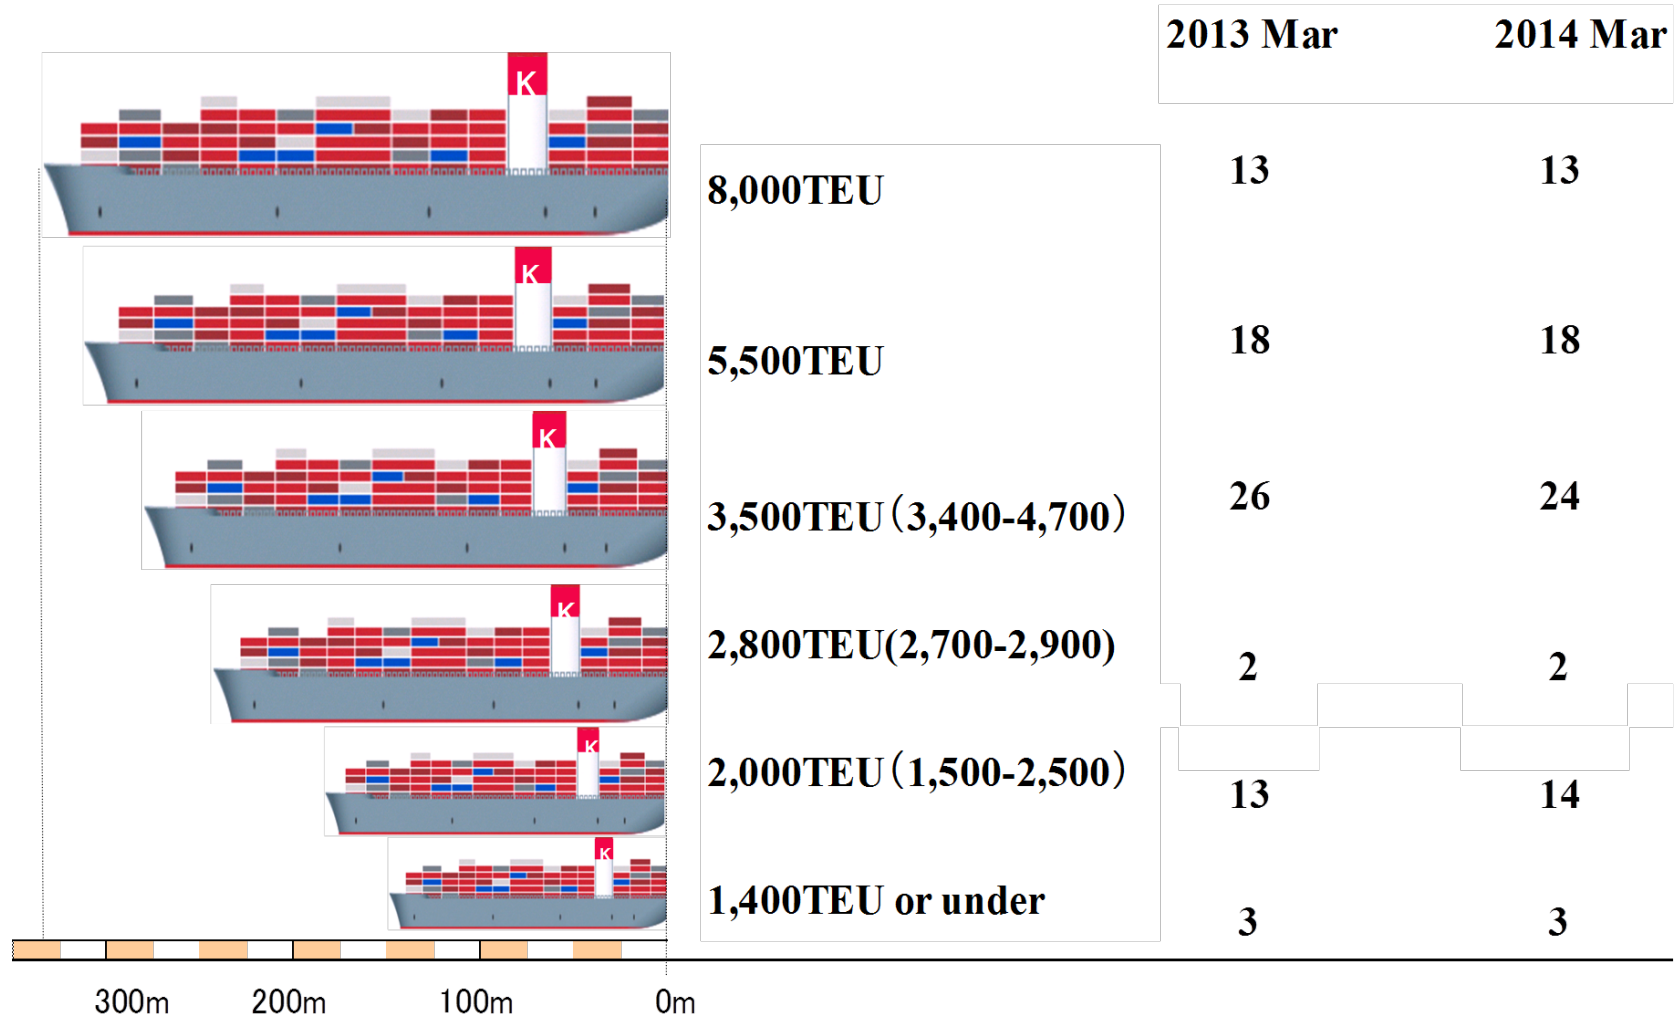 2013 Mar 2014 Mar
K
8,000TEU 13 13
K
5,500TEU 18 18
K
3,500TEU（3,400-4,700） 26 24
K
2,800TEU(2,700-2,900) 2 2
K
2,000TEU（1,500-2,500） 13 14
K
1,400TEU or under 3 3
300m 200m 100m 0m